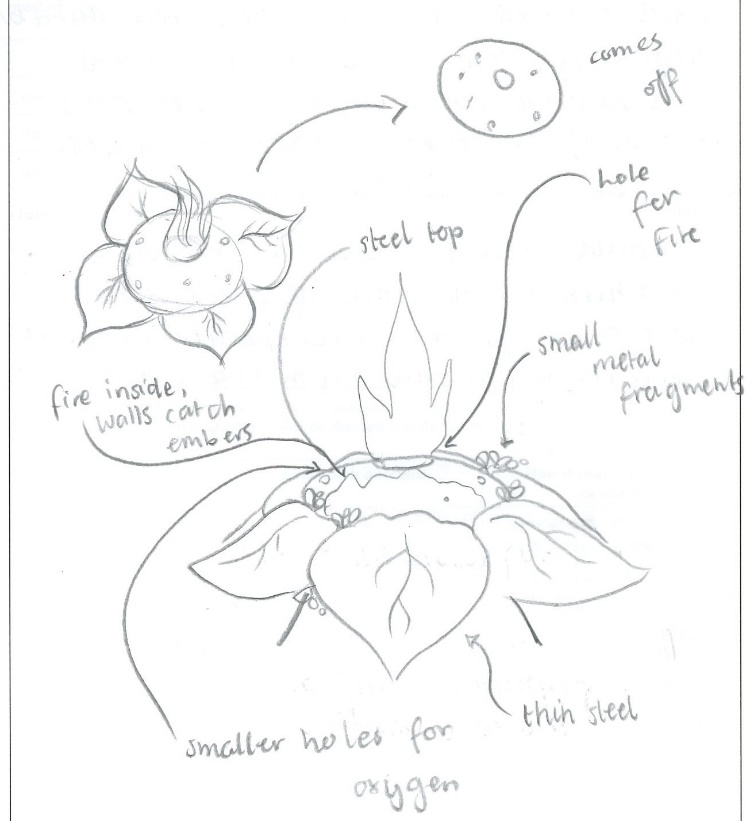 comes
off
hole
for
fire
steel top
small
metal
fragments
fire inside,
walls catch
embers
thin steel
smaller holes for
oxygen